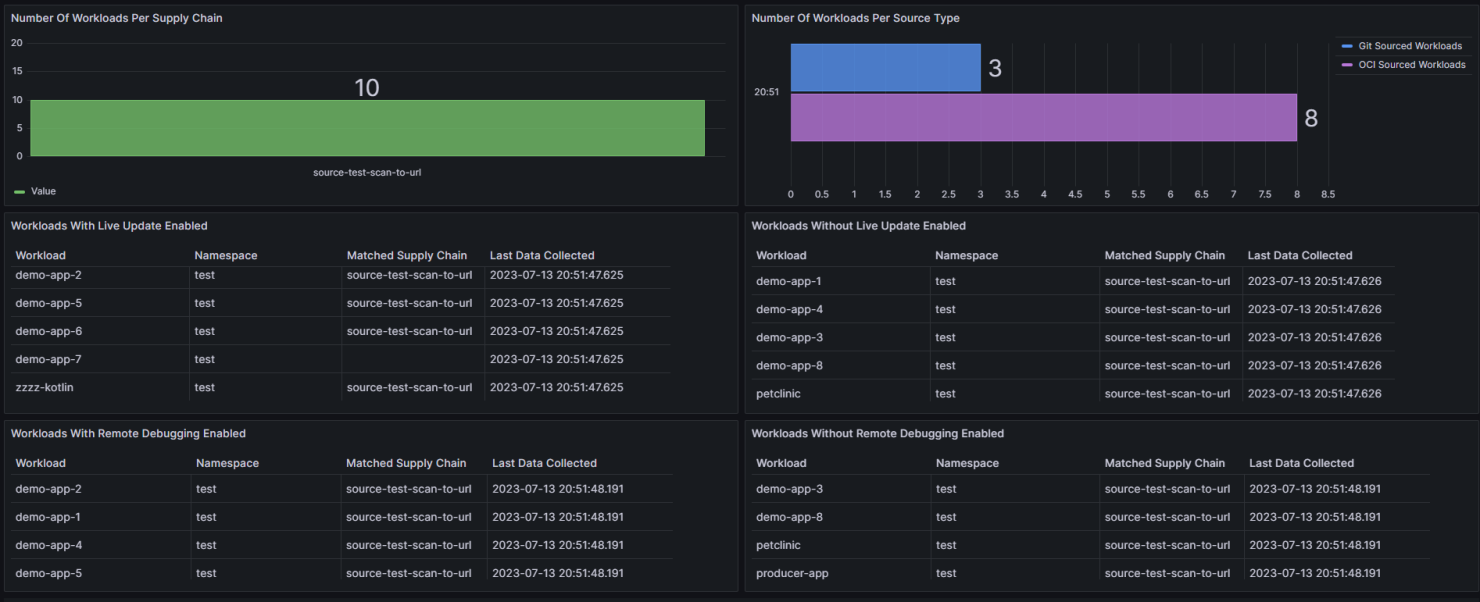 Number Of Workloads Per Supply Chain
20
15
10
5
0
10
source-test-scan-to-url
Value
Number Of Workloads Per Source Type
20:51
3
8
0 0.5 1 1.5 2 2.5 3 3.5 4 4.5 5 5.5 6 6.5 7 7.5 8 8.5
Git Sourced Workloads
OCI Sourced Workloads
Workloads With Live Update Enabled
Workload Namespace Matched Supply Chain Last Data Collected
demo-app-2 test source-test-scan-to-url 2023-07-13 20:51:47.625
demo-app-5 test source-test-scan-to-url 2023-07-13 20:51:47.625
demo-app-6 test source-test-scan-to-url 2023-07-13 20:51:47.625
demo-app-7 test 2023-07-13 20:51:47.625
zzzz-kotlin test source-test-scan-to-url 2023-07-13 20:51:47.625
Workloads Without Live Update Enabled
Workload Namespace Matched Supply Chain Last Data Collected
demo-app-1 test source-test-scan-to-url 2023-07-13 20:51:47.626
demo-app-4 test source-test-scan-to-url 2023-07-13 20:51:47.626
demo-app-3 test source-test-scan-to-url 2023-07-13 20:51:47.626
demo-app-8 test source-test-scan-to-url 2023-07-13 20:51:47.626
petclinic test source-test-scan-to-url 2023-07-13 20:51:47.626
Workloads With Remote Debugging Enabled
Workload Namespace Matched Supply Chain Last Data Collected
demo-app-2 test source-test-scan-to-url 2023-07-13 20:51:48.191
demo-app-1 test source-test-scan-to-url 2023-07-13 20:51:48.191
demo-app-4 test source-test-scan-to-url 2023-07-13 20:51:48.191
demo-app-5 test source-test-scan-to-url 2023-07-13 20:51:48.191
Workloads Without Remote Debugging Enabled
Workload Namespace Matched Supply Chain Last Data Collected
demo-app-3 test source-test-scan-to-url 2023-07-13 20:51:48.191
demo-app-8 test source-test-scan-to-url 2023-07-13 20:51:48.191
petclinic test source-test-scan-to-url 2023-07-13 20:51:48.191
producer-app test source-test-scan-to-url 2023-07-13 20:51:48.191